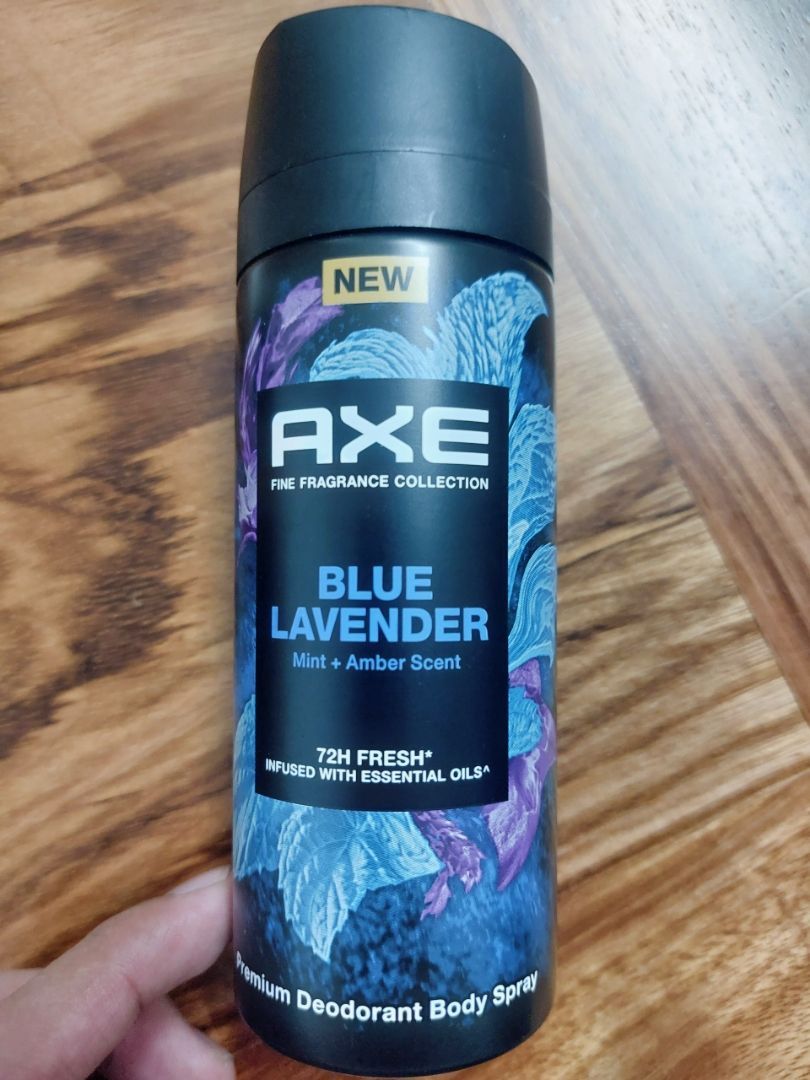 NEW
AXE
FINE FRAGRANCE COLLECTION
BLUE
LAVENDER
Mint + Amber Scent
72H FRESH*
INFUSED WITH ESSENTIAL OILS^
Premium Deodorant Body Spray